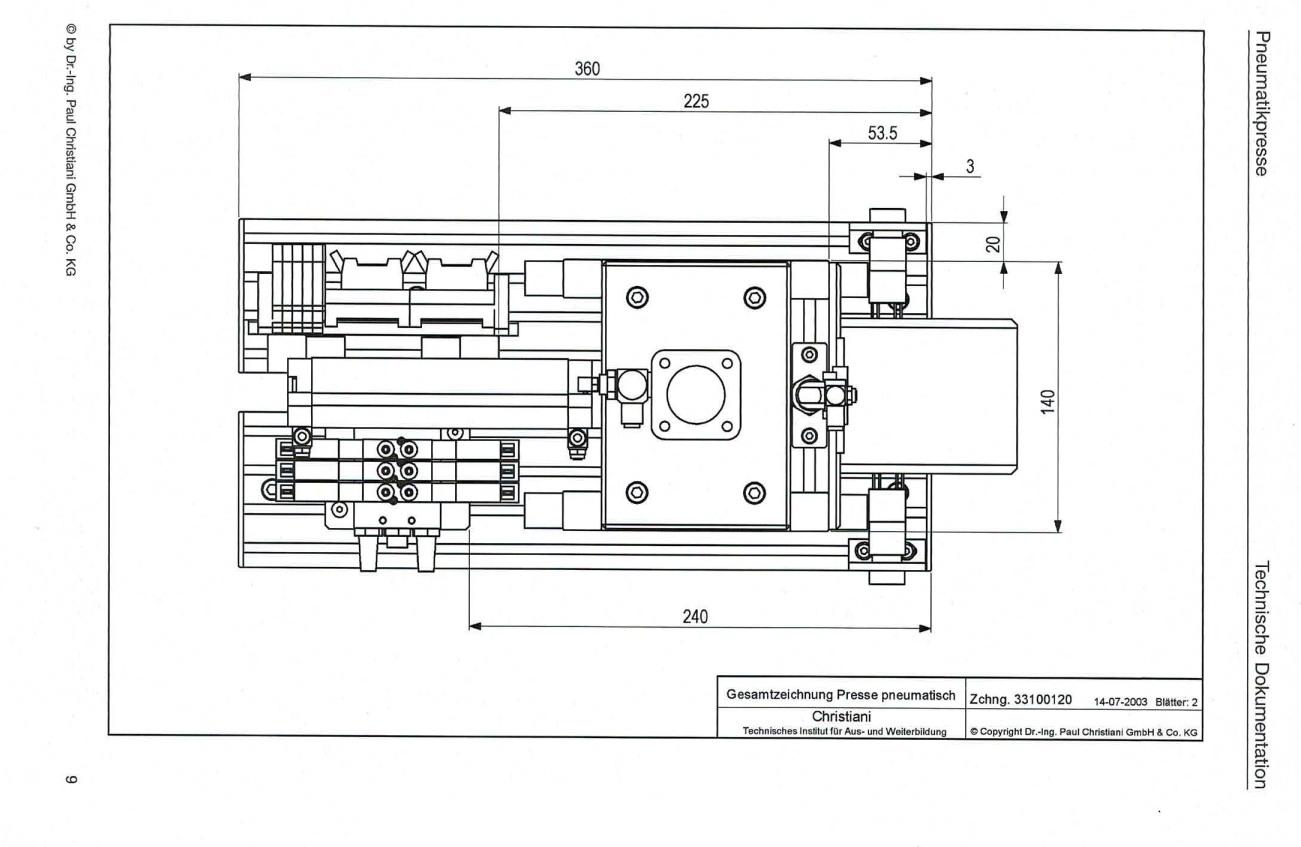 Pneumatikpresse
Technische Dokumentation
360
225
53.5
3
20
140
240
Gesamtzeichnung Presse pneumatisch
Christiani
Technisches Institut für Aus- und Weiterbildung
Zchng. 33100120 14-07-2003 Blätter: 2
© Copyright Dr.-Ing. Paul Christiani GmbH & Co. KG
© by Dr.-Ing. Paul Christiani GmbH & Co. KG
9